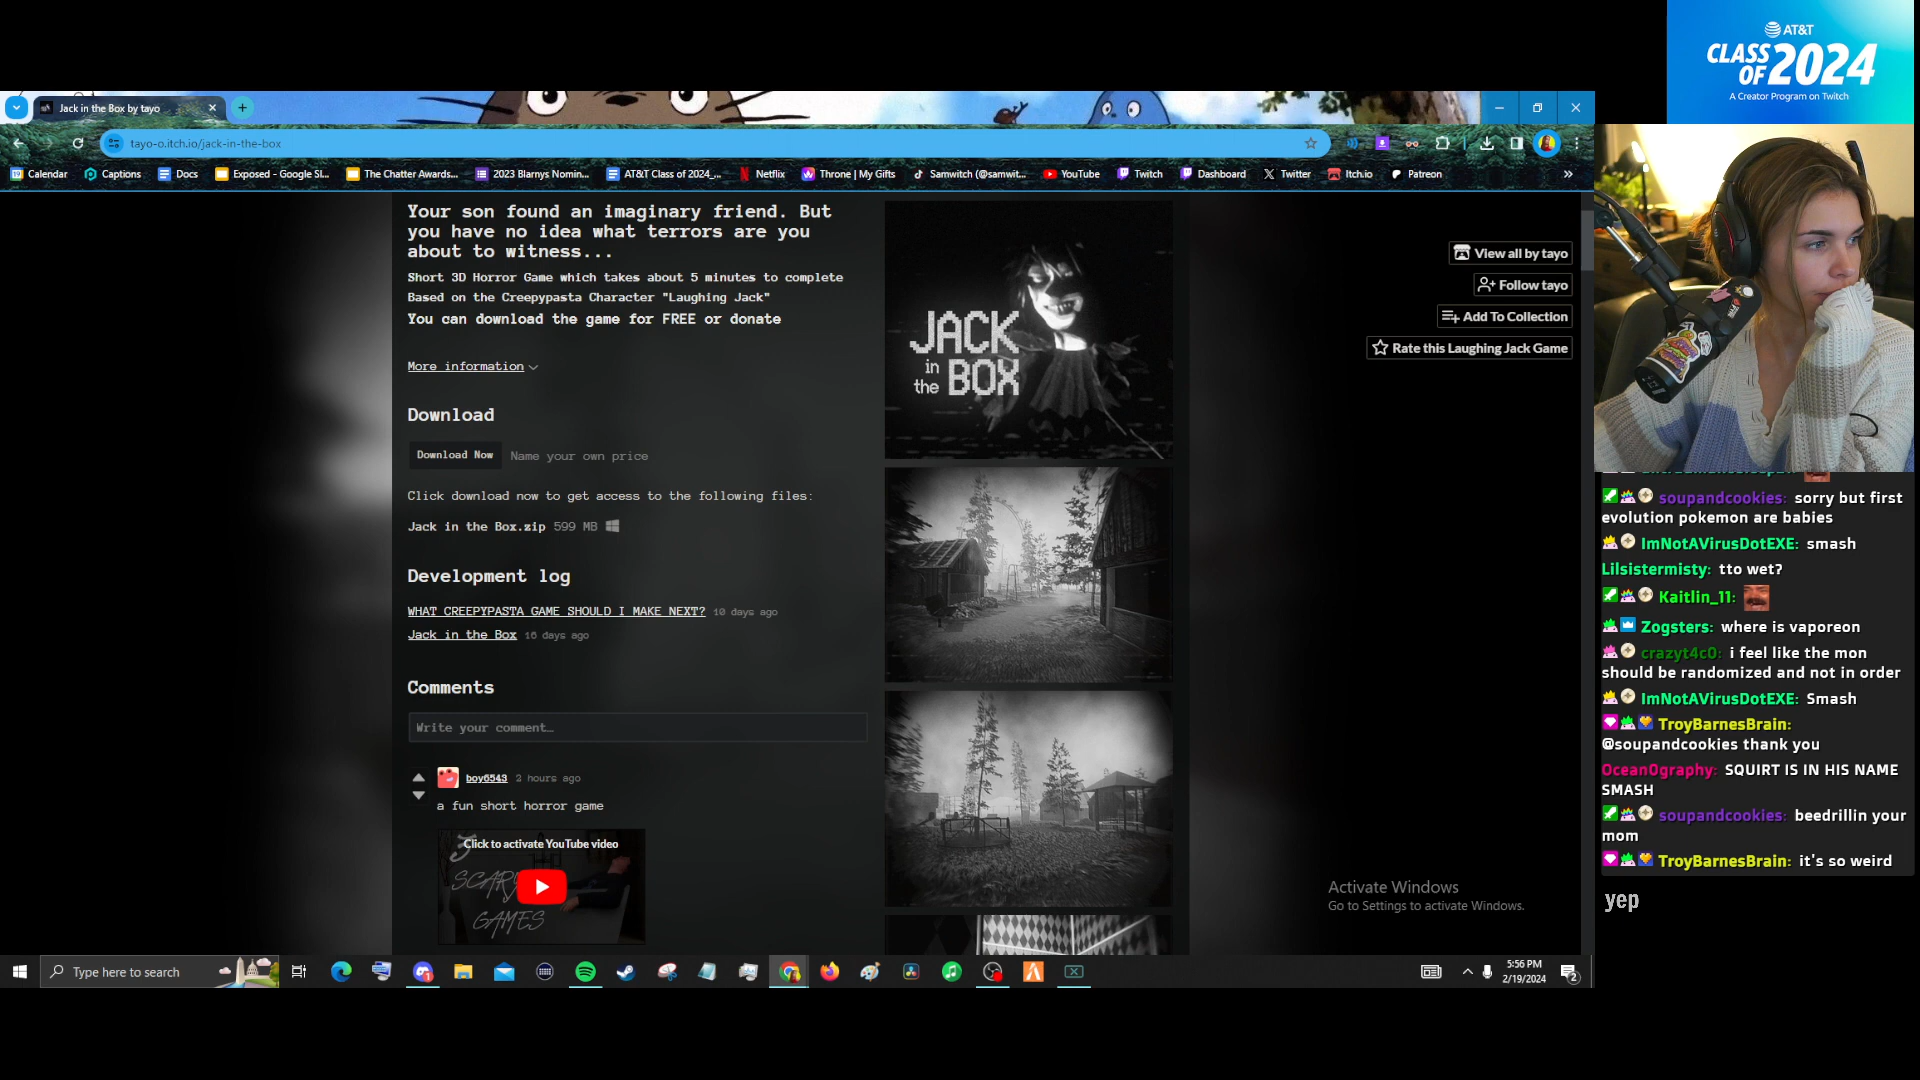 AT&T
CLASS
OF 2024
A Creator Program on Twitch
Jack in the Box by tayo
tayo-o.itch.io/jack-in-the-box
Calendar
Captions
Docs
Exposed - Google Sl...
The Chatter Awards...
2023 Blarnys Nomin...
AT&T Class of 2024_...
Netflix
Throne | My Gifts
Samwitch (@samwit...
YouTube
Twitch
Dashboard
Twitter
Itch.io
Patreon
Your son found an imaginary friend. But
you have no idea what terrors are you
about to witness...
Short 3D Horror Game which takes about 5 minutes to complete
Based on the Creepypasta Character "Laughing Jack"
You can download the game for FREE or donate
More information
Download
Download Now Name your own price
Click download now to get access to the following files:
Jack in the Box.zip 599 MB
Development log
WHAT CREEPYPASTA GAME SHOULD I MAKE NEXT? 10 days ago
Jack in the Box 16 days ago
Comments
Write your comment...
boy6543 2 hours ago
a fun short horror game
Click to activate YouTube video
3
SCARY
GAMES
JACK
in
the BOX
View all by tayo
Follow tayo
Add To Collection
Rate this Laughing Jack Game
Activate Windows
Go to Settings to activate Windows.
soupandcookies: sorry but first
evolution pokemon are babies
ImNotAVirusDotEXE: smash
Lilsistermisty: tto wet?
Kaitlin_11:
Zogsters: where is vaporeon
crazyt4c0: i feel like the mon
should be randomized and not in order
ImNotAVirusDotEXE: Smash
TroyBarnesBrain:
@soupandcookies thank you
OceanOgraphy: SQUIRT IS IN HIS NAME
SMASH
soupandcookies: beedrillin your
mom
TroyBarnesBrain: it's so weird
yep
Type here to search
5:56 PM
2/19/2024
2